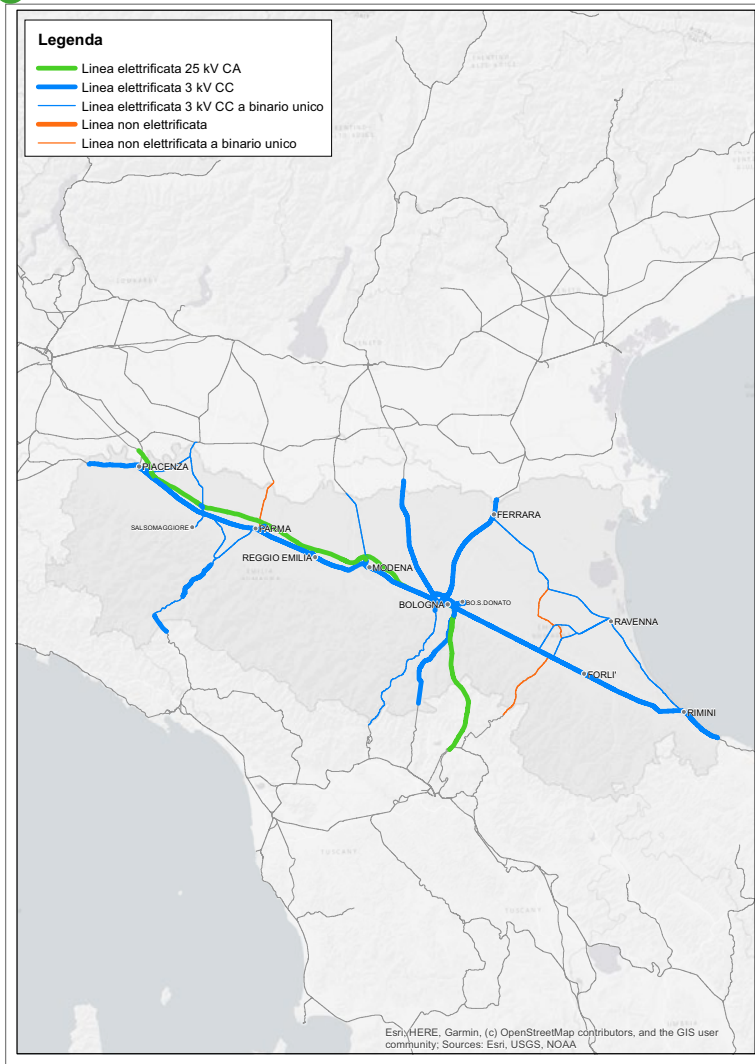 Legenda
Linea elettrificata 25 kV CA
Linea elettrificata 3 kV CC
Linea elettrificata 3 kV CC a binario unico
Linea non elettrificata
Linea non elettrificata a binario unico
PIACENZA
SALSOMAGGIORE
PARMA
REGGIO EMILIA
MODENA
FERRARA
BOLOGNA
BO.S.DONATO
RAVENNA
FORLI'
RIMINI
TUSCANY
TUSCANY
Esri, HERE, Garmin, (c) OpenStreetMap contributors, and the GIS user
community; Sources: Esri, USGS, NOAA